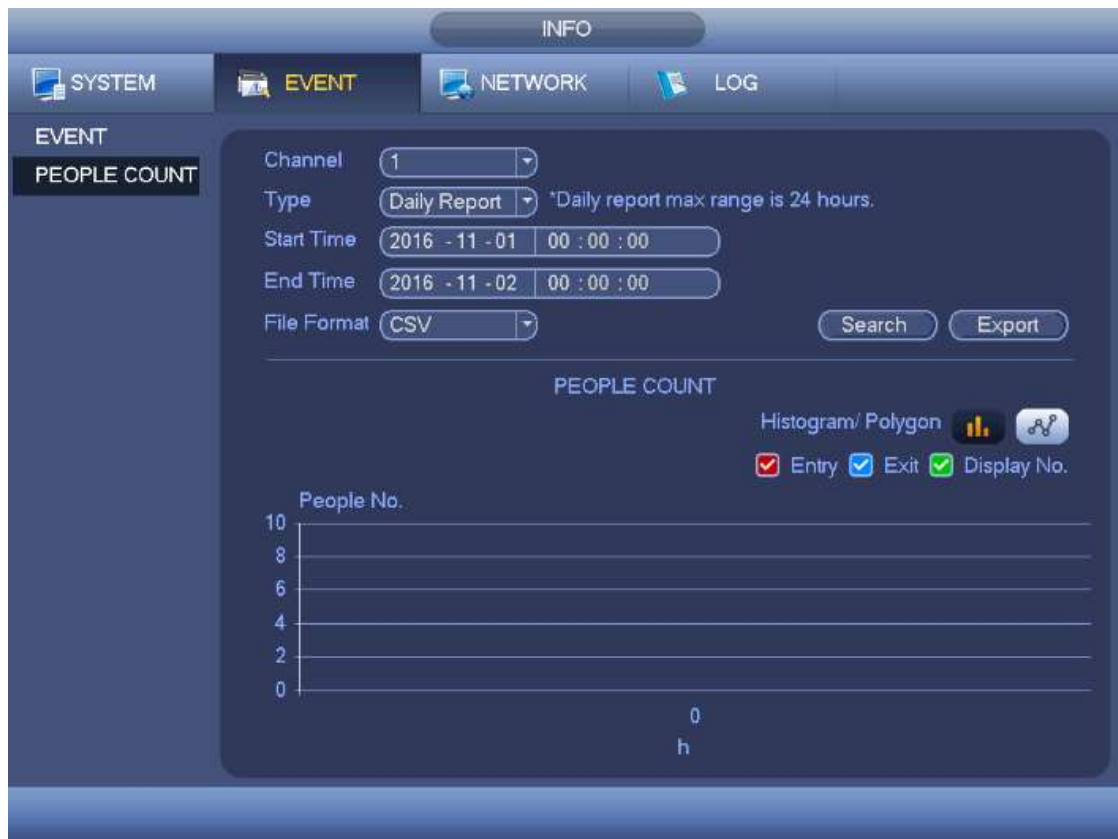 INFO
SYSTEM EVENT NETWORK LOG
EVENT
PEOPLE COUNT
Channel 1
Type Daily Report *Daily report max range is 24 hours.
Start Time 2016 - 11 - 01 00 : 00 : 00
End Time 2016 - 11 - 02 00 : 00 : 00
File Format CSV Search Export
PEOPLE COUNT
Histogram/ Polygon
Entry Exit Display No.
People No.
10
8
6
4
2
0
0
h